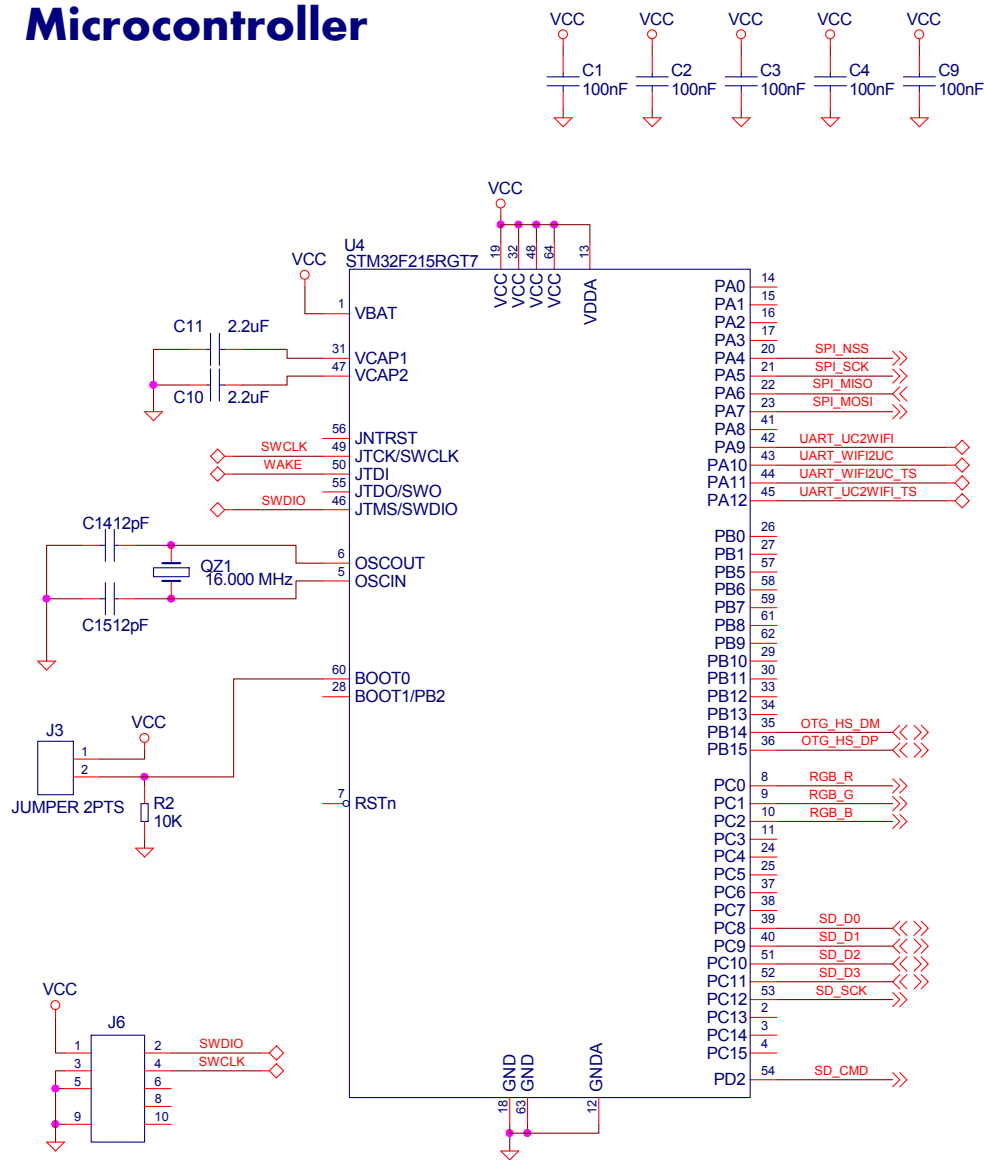 Microcontroller
VCC VCC VCC VCC VCC
C1 C2 C3 C4 C9
100nF 100nF 100nF 100nF 100nF
VCC
U4
STM32F215RGT7
19 32 48 64 13
VCC VCC VCC VCC VDDA
VCC
1 VBAT
C11 2.2uF
31 VCAP1
47 VCAP2
C10 2.2uF
56 JNTRST
SWCLK 49 JTCK/SWCLK
WAKE 50 JTDI
55 JTDO/SWO
SWDIO 46 JTMS/SWDIO
C14 12pF
6 OSCOUT
QZ1
16.000 MHz
5 OSCIN
C15 12pF
60 BOOT0
28 BOOT1/PB2
J3
VCC
1
2
JUMPER 2PTS
R2
10K
7 RSTn
PA0 14
PA1 15
PA2 16
PA3 17
PA4 20 SPI_NSS
PA5 21 SPI_SCK
PA6 22 SPI_MISO
PA7 23 SPI_MOSI
PA8 41
PA9 42 UART_UC2WIFI
PA10 43 UART_WIFI2UC
PA11 44 UART_WIFI2UC_TS
PA12 45 UART_UC2WIFI_TS
PB0 26
PB1 27
PB5 57
PB6 58
PB7 59
PB8 61
PB9 62
PB10 29
PB11 30
PB12 33
PB13 34
PB14 35 OTG_HS_DM
PB15 36 OTG_HS_DP
PC0 8 RGB_R
PC1 9 RGB_G
PC2 10 RGB_B
PC3 11
PC4 24
PC5 25
PC6 37
PC7 38
PC8 39 SD_D0
PC9 40 SD_D1
PC10 51 SD_D2
PC11 52 SD_D3
PC12 53 SD_SCK
PC13 2
PC14 3
PC15 4
PD2 54 SD_CMD
VCC
J6
1 2 SWDIO
3 4 SWCLK
5 6
8
9 10
GND GND GNDA
18 63 12